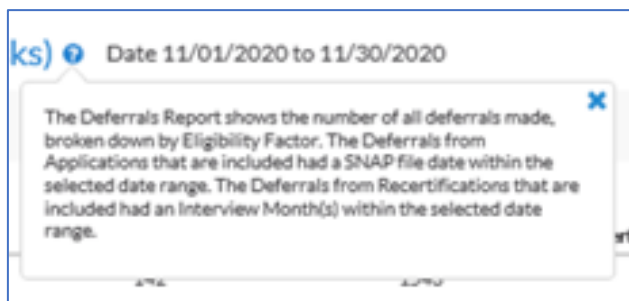 ks) ? Date 11/01/2020 to 11/30/2020
The Deferrals Report shows the number of all deferrals made,
broken down by Eligibility Factor. The Deferrals from
Applications that are included had a SNAP file date within the
selected date range. The Deferrals from Recertifications that are
included had an Interview Month(s) within the selected date
range.